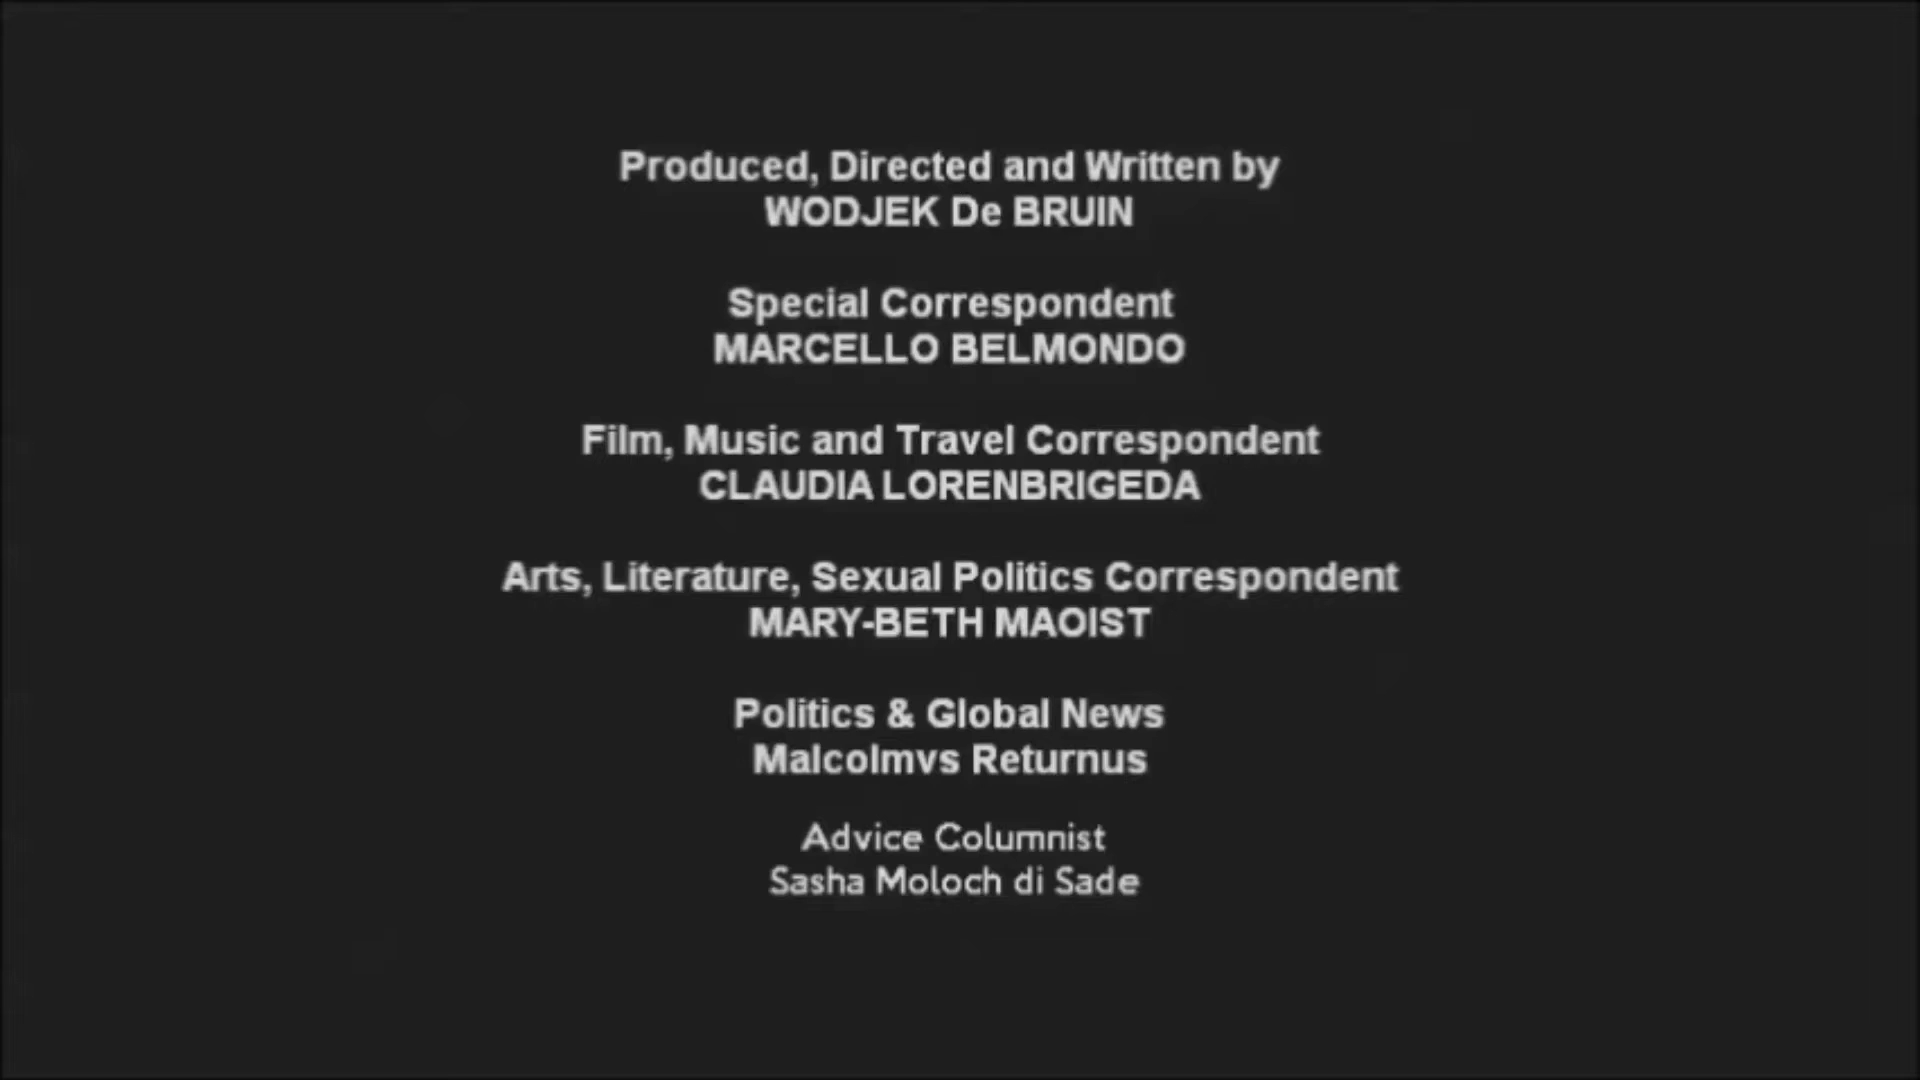 Produced, Directed and Written by
WODJEK De BRUIN
Special Correspondent
MARCELLO BELMONDO
Film, Music and Travel Correspondent
CLAUDIA LORENBRIGEDA
Arts, Literature, Sexual Politics Correspondent
MARY-BETH MAOIST
Politics & Global News
Malcolmvs Returnus
Advice Columnist
Sasha Moloch di Sade